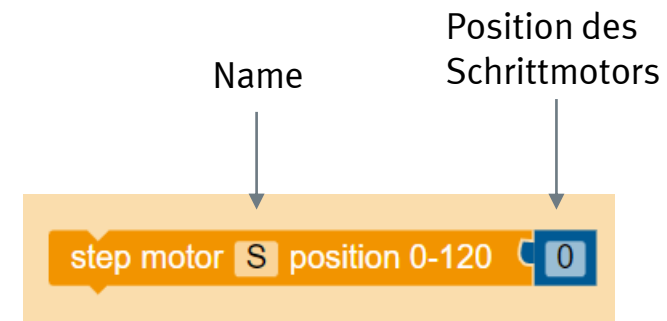 Position des
Schrittmotors
Name
step motor S position 0-120 0